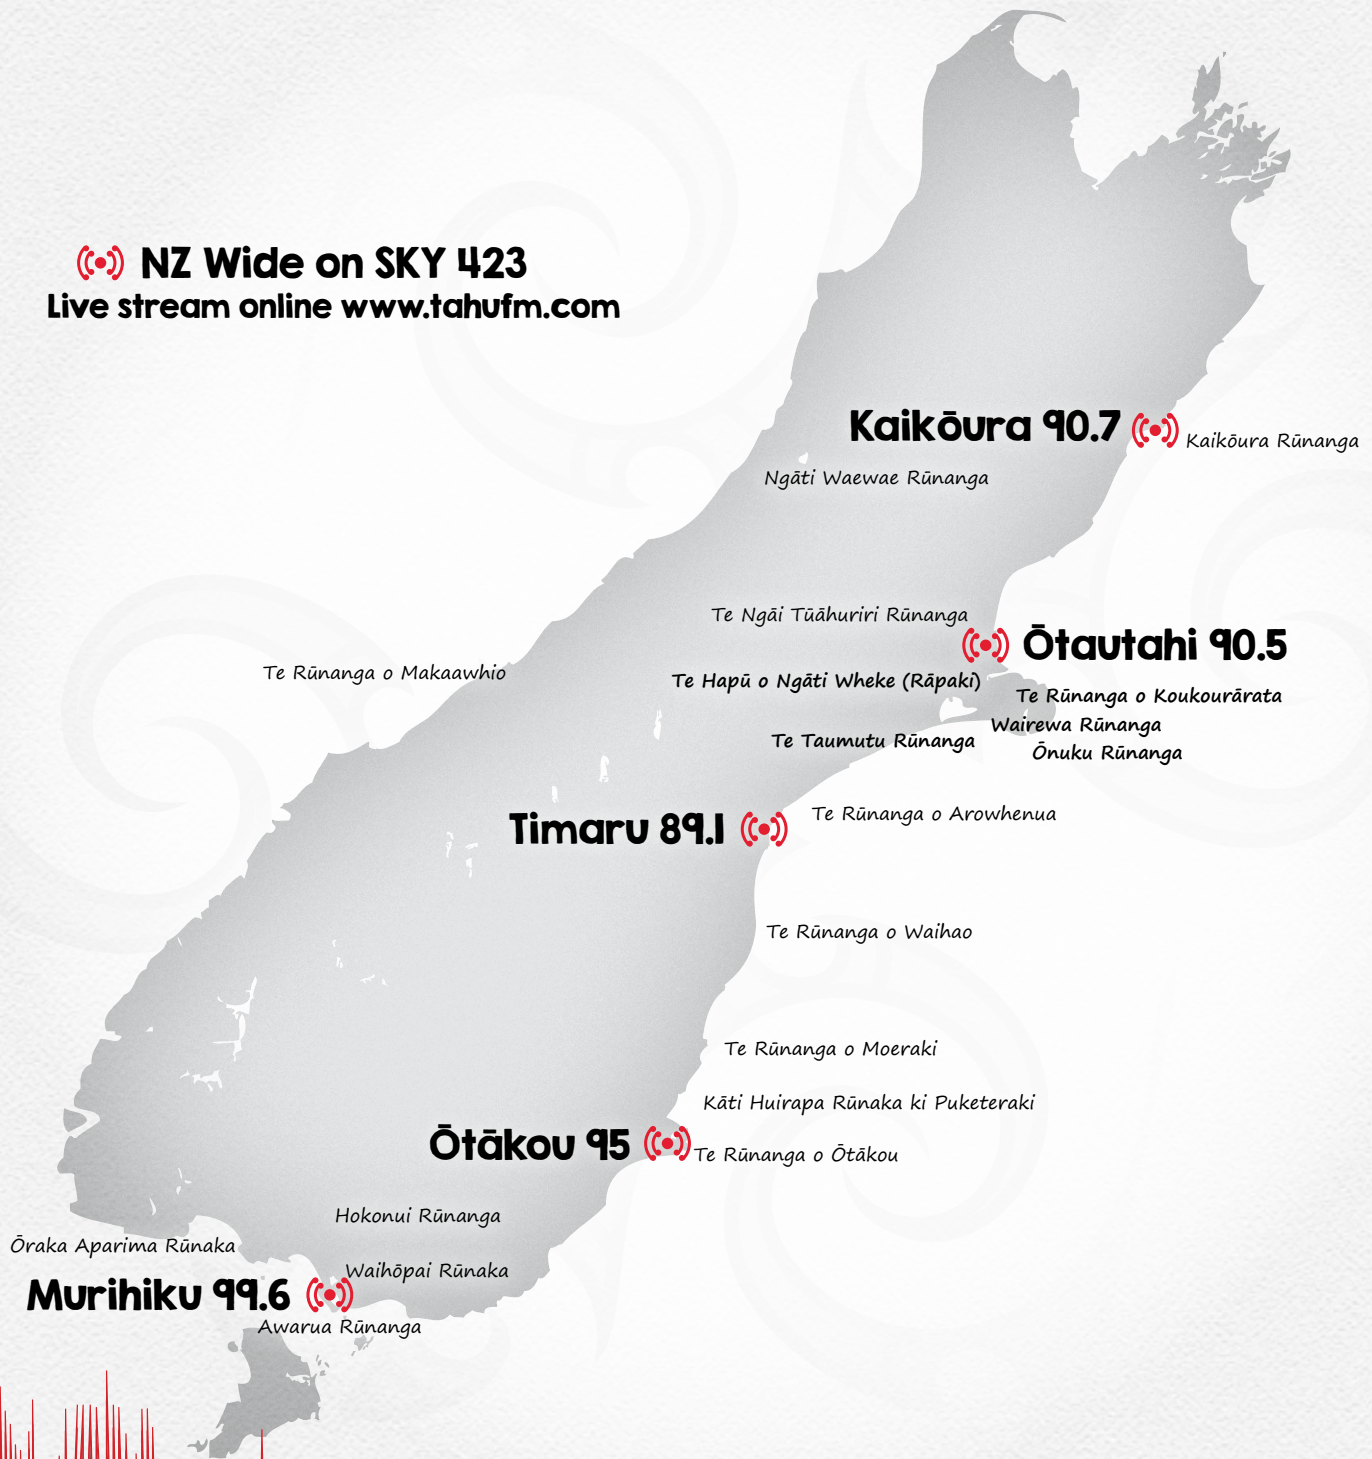 NZ Wide on SKY 423
Live stream online www.tahufm.com
Kaikōura 90.7
Kaikōura Rūnanga
Ngāti Waewae Rūnanga
Te Ngāi Tūāhuriri Rūnanga
Ōtautahi 90.5
Te Rūnanga o Makaawhio
Te Hapū o Ngāti Wheke (Rāpaki)
Te Rūnanga o Koukourārata
Wairewa Rūnanga
Te Taumutu Rūnanga
Ōnuku Rūnanga
Timaru 89.1
Te Rūnanga o Arowhenua
Te Rūnanga o Waihao
Te Rūnanga o Moeraki
Kāti Huirapa Rūnaka ki Puketeraki
Ōtākou 95
Te Rūnanga o Ōtākou
Hokonui Rūnanga
Ōraka Aparima Rūnaka
Waihōpai Rūnaka
Murihiku 99.6
Awarua Rūnanga